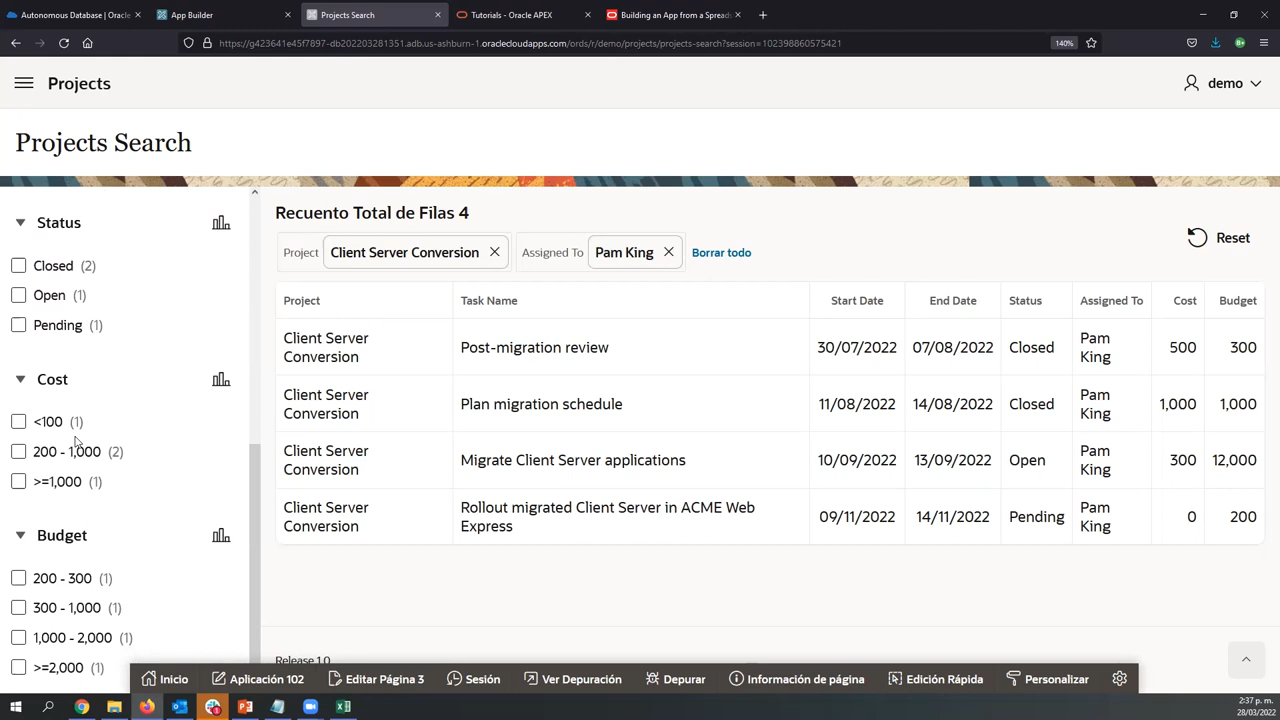 Autonomous Database | Oracle
App Builder
Projects Search
Tutorials - Oracle APEX
Building an App from a Spreads
https://g423641e45f7897-db202203281351.adb.us-ashburn-1.oraclecloudapps.com/ords/r/demo/projects/projects-search?session=102398860575421
140%
Projects
demo
Projects Search
Status
Closed (2)
Open (1)
Pending (1)
Cost
<100 (1)
200 - 1,000 (2)
>=1,000 (1)
Budget
200 - 300 (1)
300 - 1,000 (1)
1,000 - 2,000 (1)
>=2,000 (1)
Recuento Total de Filas 4
Project Client Server Conversion Assigned To Pam King Borrar todo
Reset
Project Task Name Start Date End Date Status Assigned To Cost Budget
Client Server Conversion Post-migration review 30/07/2022 07/08/2022 Closed Pam King 500 300
Client Server Conversion Plan migration schedule 11/08/2022 14/08/2022 Closed Pam King 1,000 1,000
Client Server Conversion Migrate Client Server applications 10/09/2022 13/09/2022 Open Pam King 300 12,000
Client Server Conversion Rollout migrated Client Server in ACME Web Express 09/11/2022 14/11/2022 Pending Pam King 0 200
Release 1.0
Inicio Aplicación 102 Editar Página 3 Sesión Ver Depuración Depurar Información de página Edición Rápida Personalizar
2:37 p. m.
28/03/2022